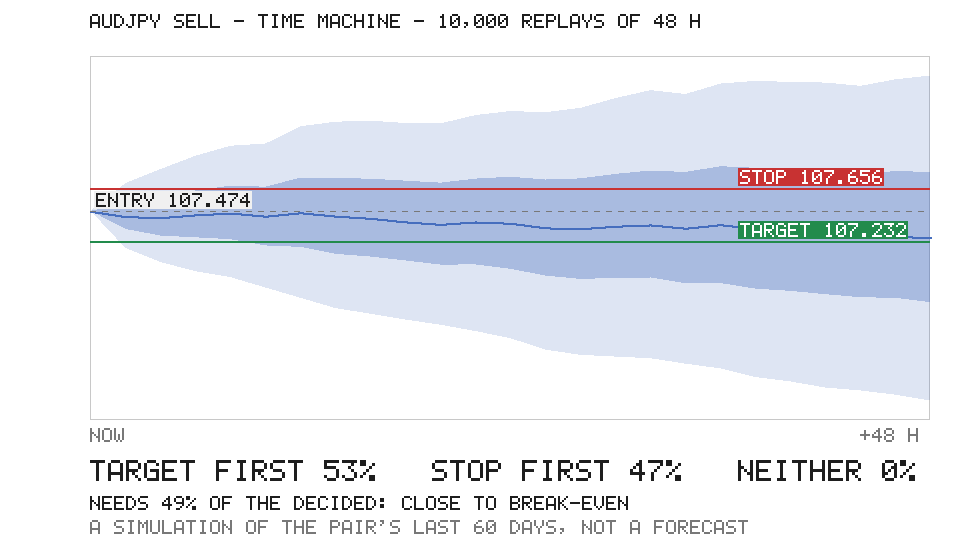 AUDJPY SELL - TIME MACHINE - 10,000 REPLAYS OF 48 H
STOP 107.656
ENTRY 107.474
TARGET 107.232
NOW +48 H
TARGET FIRST 53% STOP FIRST 47% NEITHER 0%
NEEDS 49% OF THE DECIDED: CLOSE TO BREAK-EVEN
A SIMULATION OF THE PAIR'S LAST 60 DAYS, NOT A FORECAST